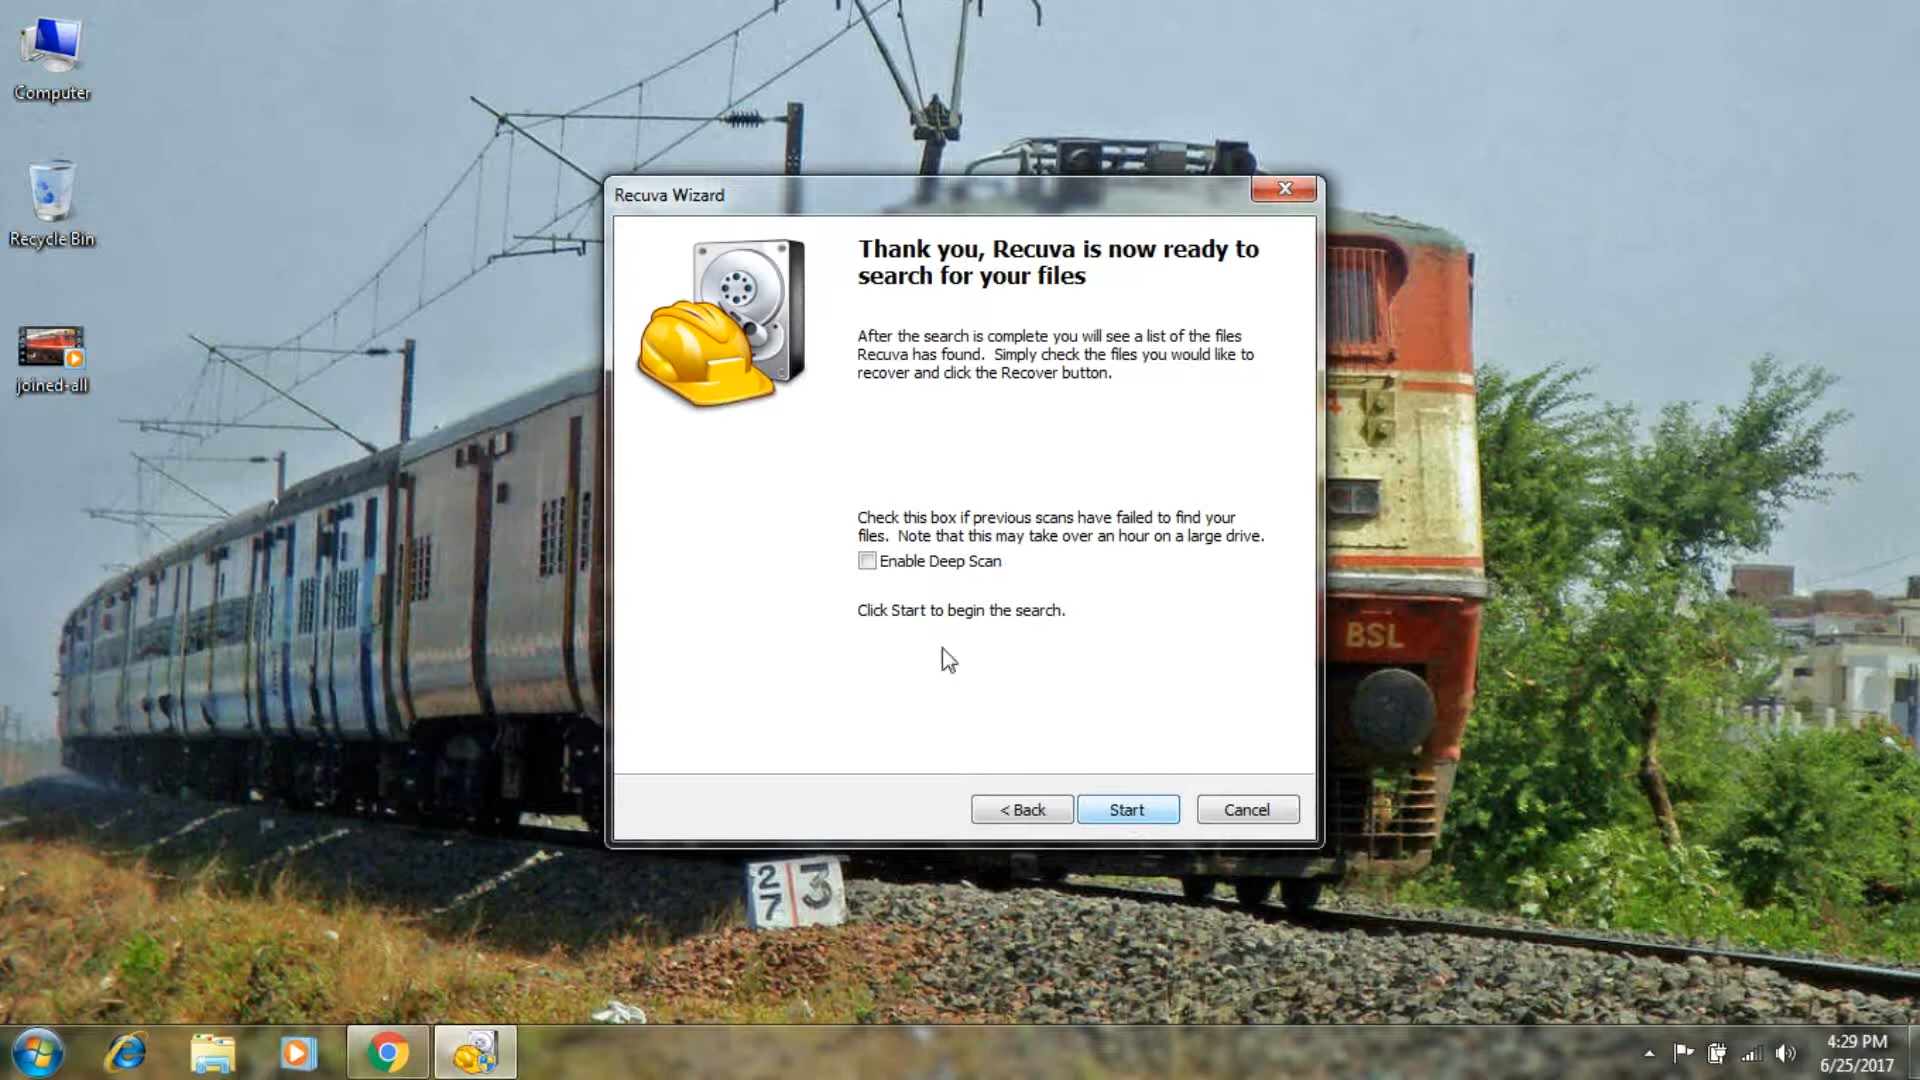 Computer
Recycle Bin
joined-all
Recuva Wizard
Thank you, Recuva is now ready to
search for your files
After the search is complete you will see a list of the files
Recuva has found. Simply check the files you would like to
recover and click the Recover button.
Check this box if previous scans have failed to find your
files. Note that this may take over an hour on a large drive.
Enable Deep Scan
Click Start to begin the search.
< Back
Start
Cancel
4
BSL
27
3
4:29 PM
6/25/2017